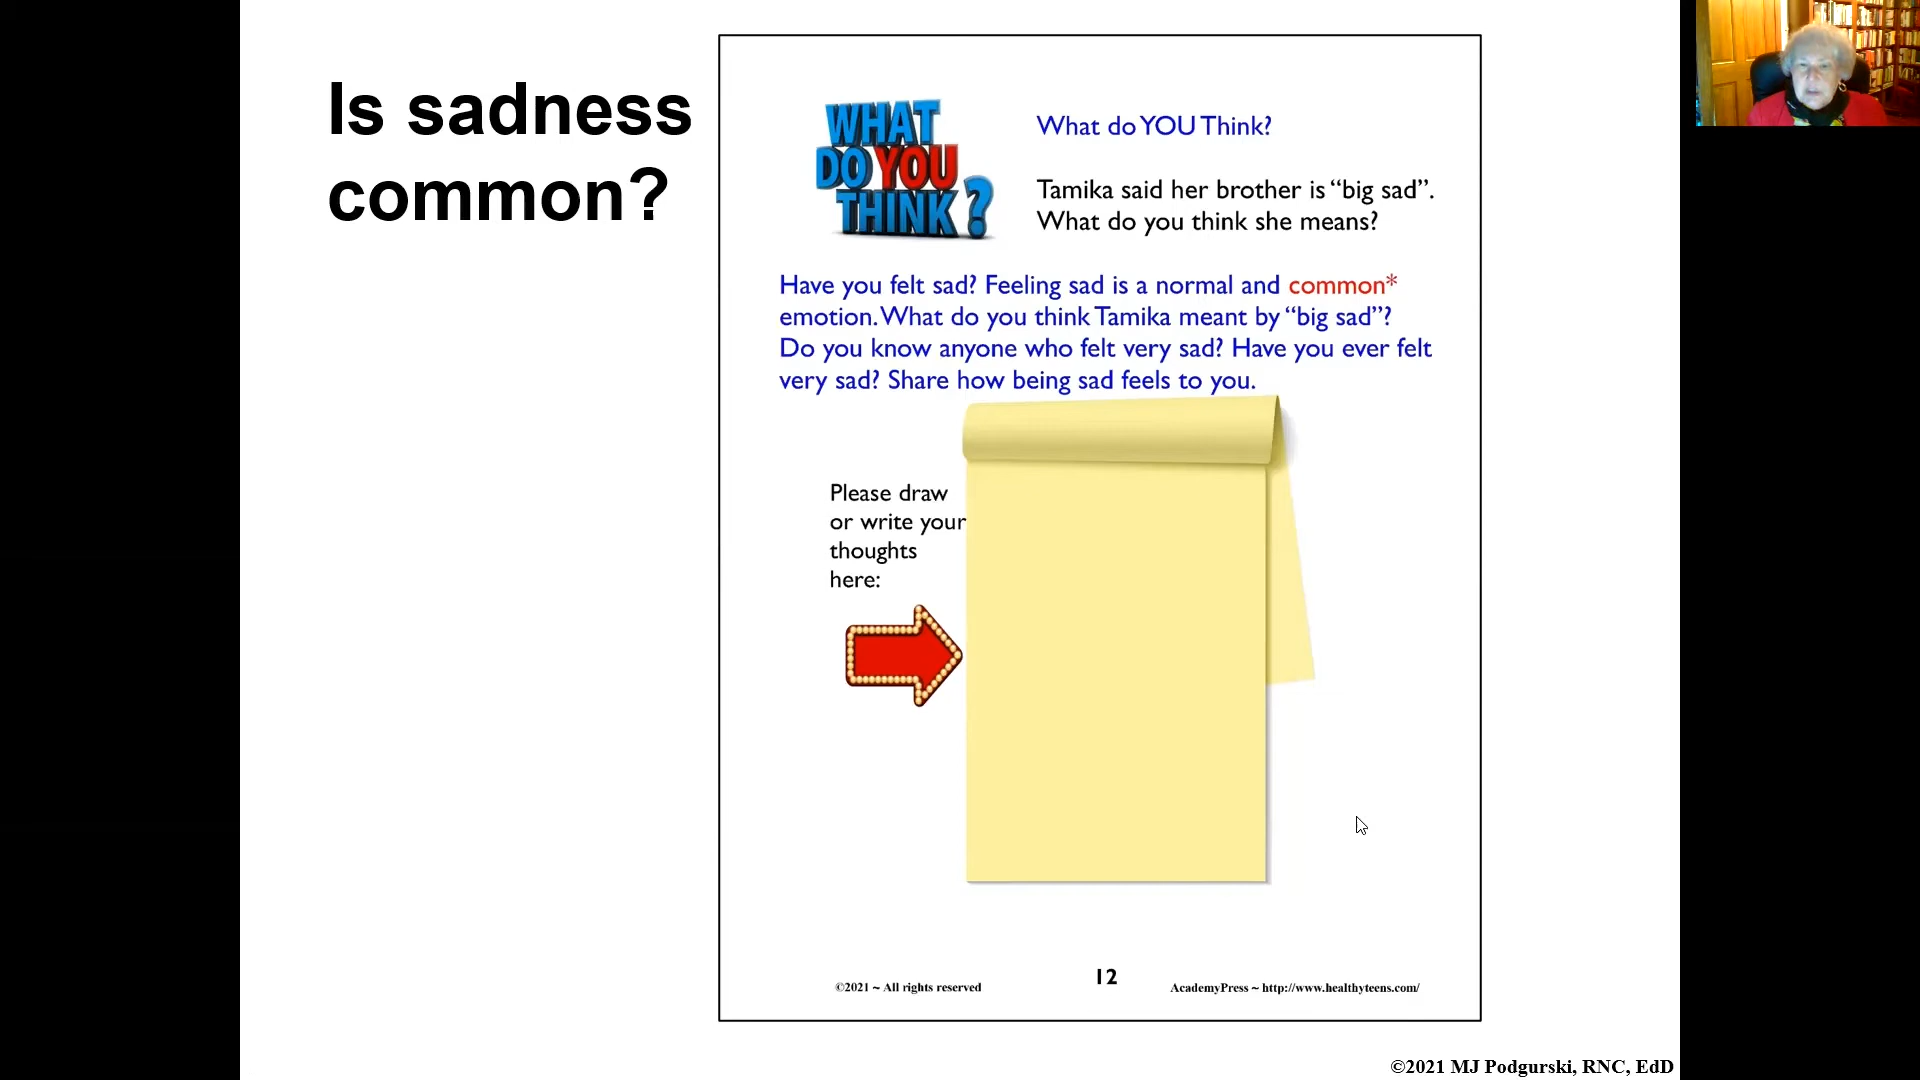 Is sadness
common?
WHAT
DO YOU
THINK?
What do YOU Think?
Tamika said her brother is “big sad”.
What do you think she means?
Have you felt sad? Feeling sad is a normal and common*
emotion. What do you think Tamika meant by “big sad”?
Do you know anyone who felt very sad? Have you ever felt
very sad? Share how being sad feels to you.
Please draw
or write your
thoughts
here:
©2021 ~ All rights reserved
12
AcademyPress ~ http://www.healthyteens.com/
©2021 MJ Podgurski, RNC, EdD